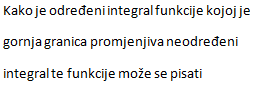 Kako je određeni integral funkcije kojoj je
gornja granica promjenjiva neodređeni
integral te funkcije može se pisati